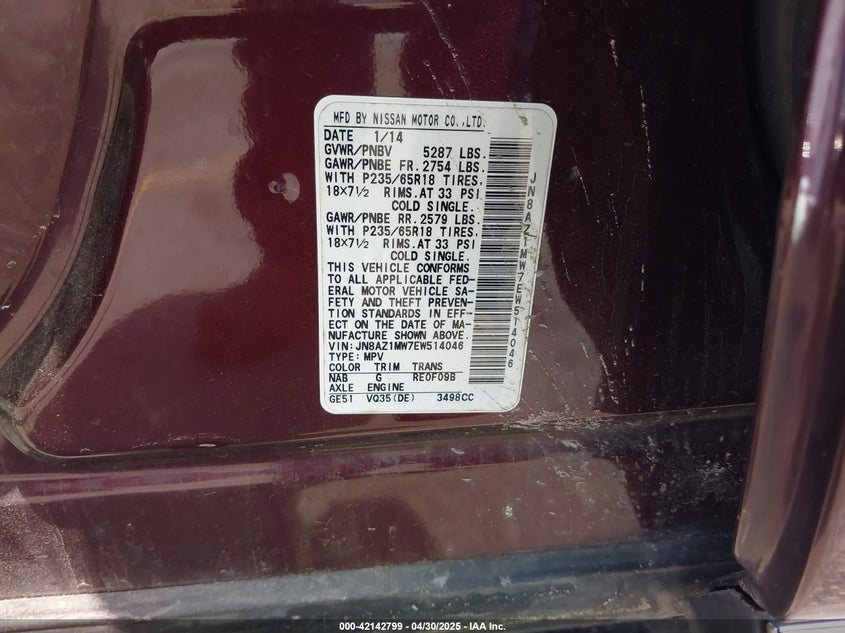 MFD BY NISSAN MOTOR CO.,LTD.
DATE 1/14
GVWR/PNBV 5287 LBS.
GAWR/PNBE FR. 2754 LBS.
WITH P235/65R18 TIRES.
18×7½ RIMS.AT 33 PSI
COLD SINGLE.
GAWR/PNBE RR. 2579 LBS.
WITH P235/65R18 TIRES.
18×7½ RIMS.AT 33 PSI
COLD SINGLE.
THIS VEHICLE CONFORMS
TO ALL APPLICABLE FED-
ERAL MOTOR VEHICLE SA-
FETY AND THEFT PREVEN-
TION STANDARDS IN EFF-
ECT ON THE DATE OF MA-
NUFACTURE SHOWN ABOVE.
VIN: JN8AZ1MW7EW514046
TYPE: MPV
COLOR TRIM TRANS
NAB G RE0F09B
AXLE ENGINE
GE51 VQ35(DE) 3498CC
JN8AZ1MW7EW514046
000-42142799 - 04/30/2025 - IAA Inc.